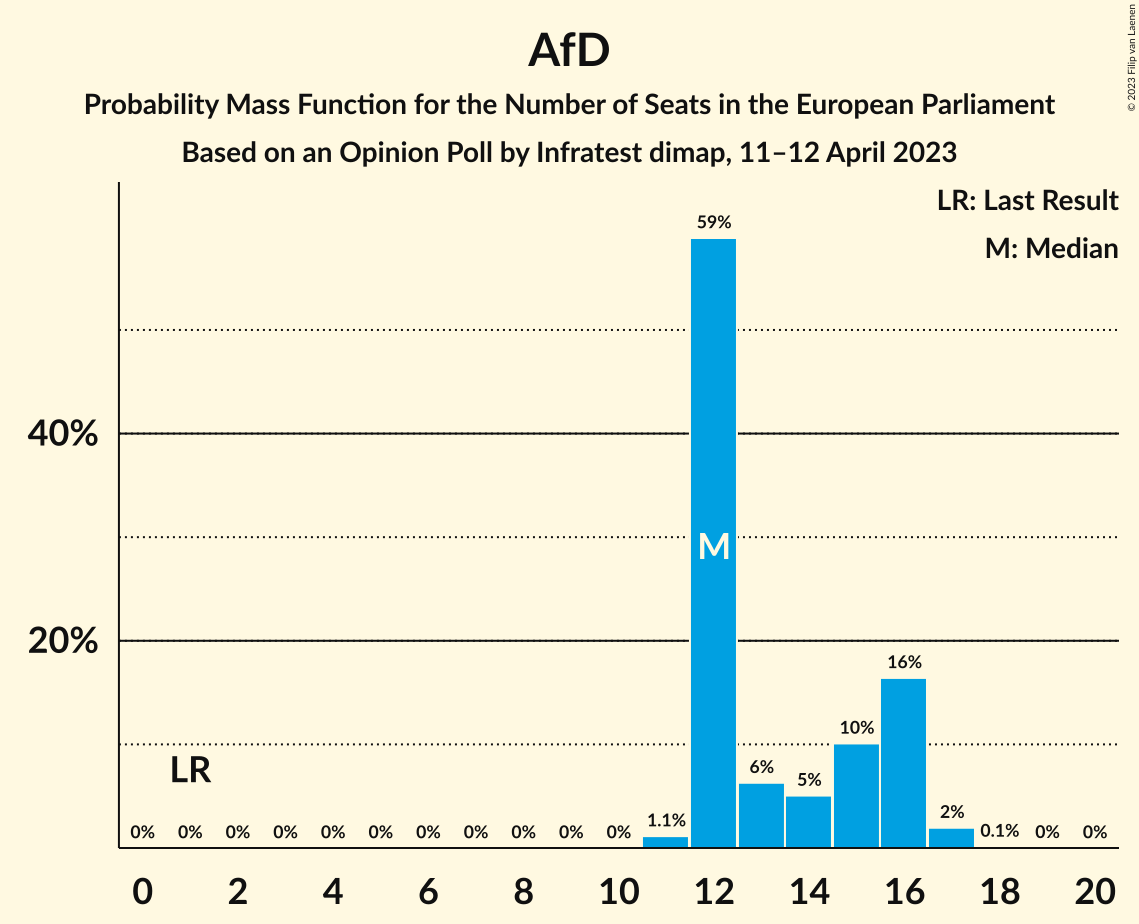 AfD
Probability Mass Function for the Number of Seats in the European Parliament
Based on an Opinion Poll by Infratest dimap, 11–12 April 2023
© 2023 Filip van Laenen
LR: Last Result
M: Median
59%
40%
M
20%
16%
10%
LR
6%
5%
0% 0% 0% 0% 0% 0% 0% 0% 0% 0% 0% 1.1% 2% 0.1% 0% 0%
0 2 4 6 8 10 12 14 16 18 20